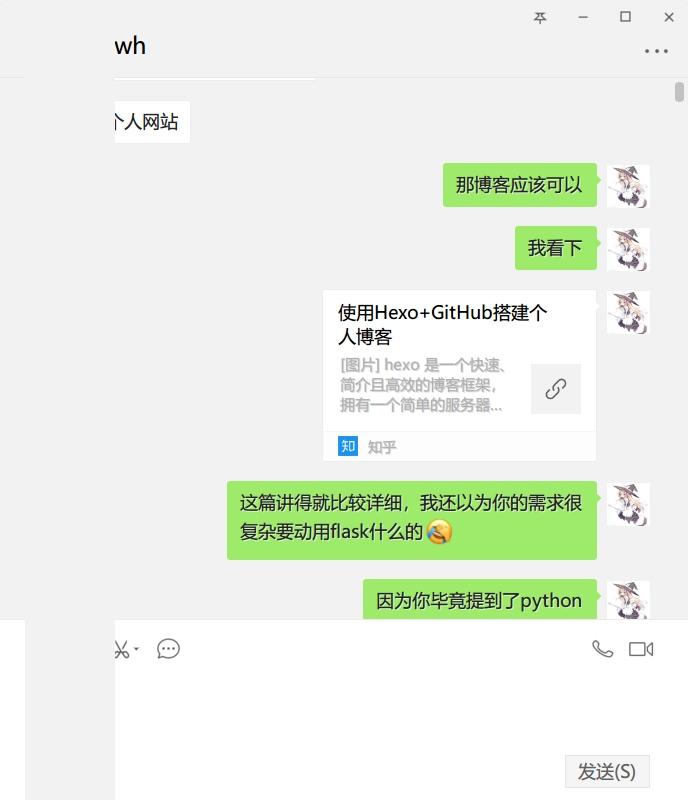 wh
个人网站
那博客应该可以
我看下
使用Hexo+GitHub搭建个
人博客
[图片] hexo 是一个快速、
简介且高效的博客框架，
拥有一个简单的服务器...
知 知乎
这篇讲得就比较详细，我还以为你的需求很
复杂要动用flask什么的
因为你毕竟提到了python
发送(S)